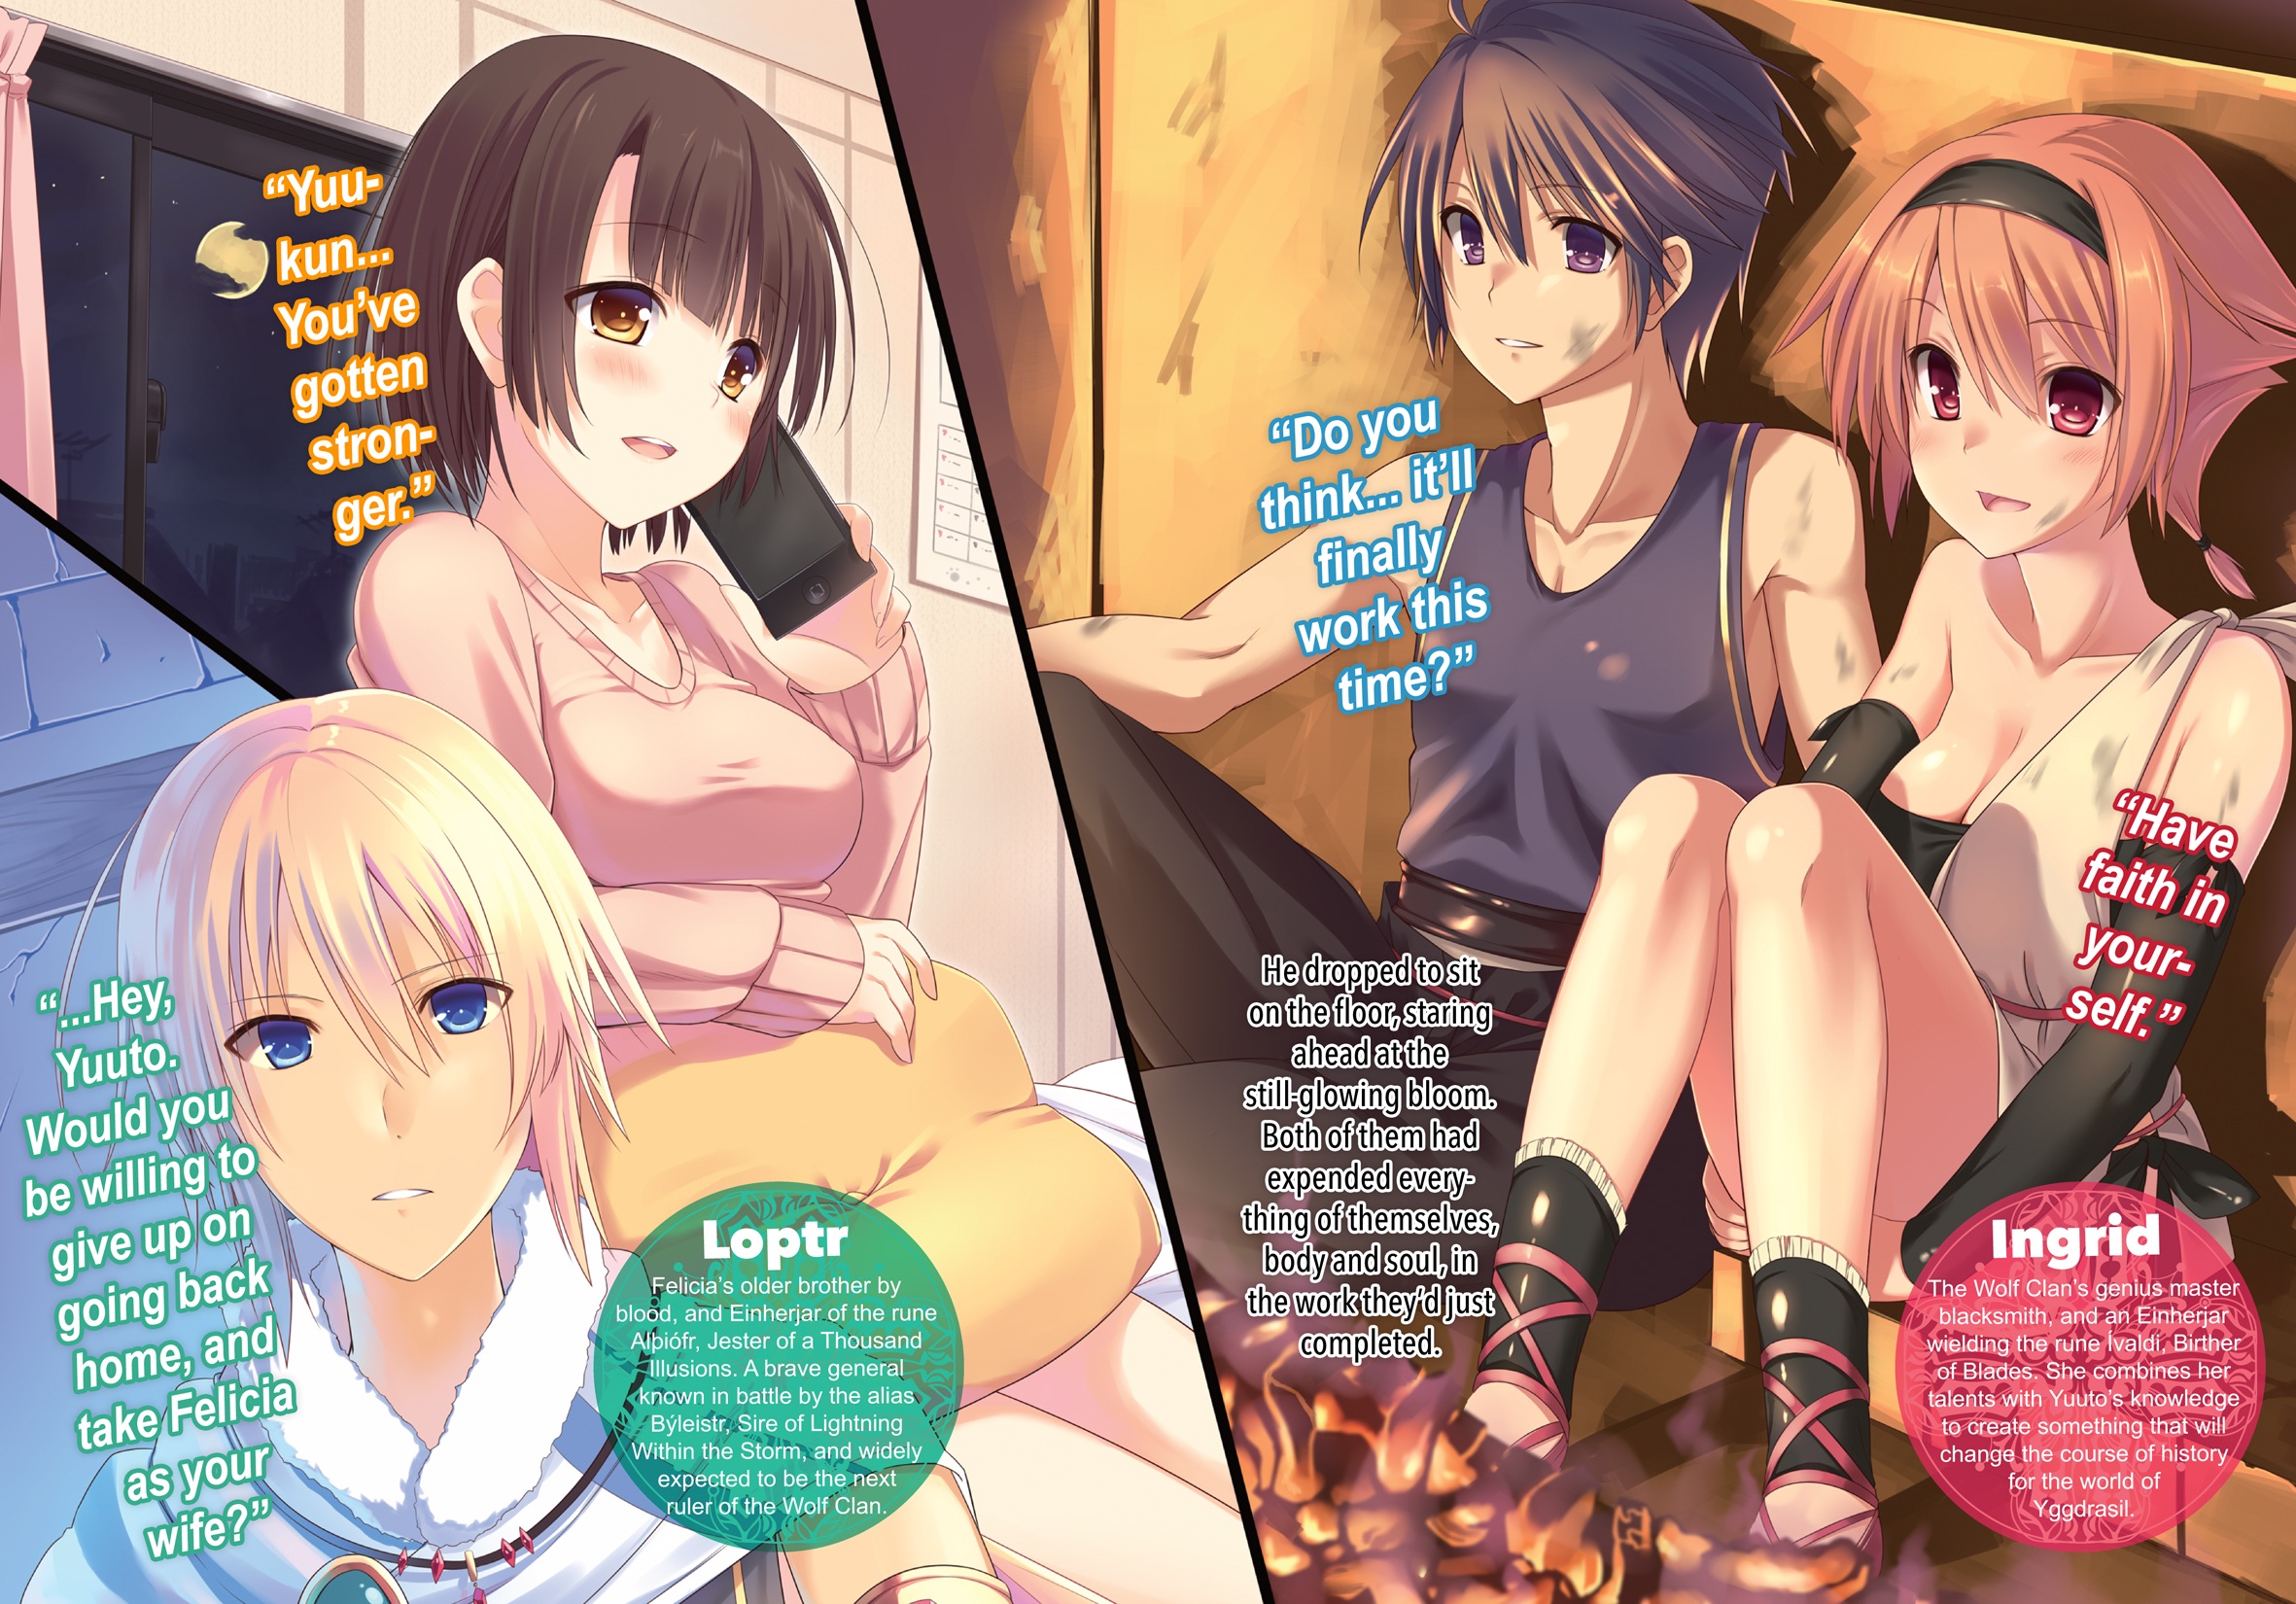 “Yuu-
kun...
You’ve
gotten
stron-
ger.”
“...Hey,
Yuuto.
Would you
be willing to
give up on
going back
home, and
take Felicia
as your
wife?”
Loptr
Felicia’s older brother by
blood, and Einherjar of the rune
Alþiófr, Jester of a Thousand
Illusions. A brave general
known in battle by the alias
Býleistr, Sire of Lightning
Within the Storm, and widely
expected to be the next
ruler of the Wolf Clan.
“Do you
think... it’ll
finally
work this
time?”
“Have
faith in
your-
self.”
He dropped to sit
on the floor, staring
ahead at the
still-glowing bloom.
Both of them had
expended every-
thing of themselves,
body and soul, in
the work they’d just
completed.
Ingrid
The Wolf Clan’s genius master
blacksmith, and an Einherjar
wielding the rune Ívaldi, Birther
of Blades. She combines her
talents with Yuuto’s knowledge
to create something that will
change the course of history
for the world of
Yggdrasil.